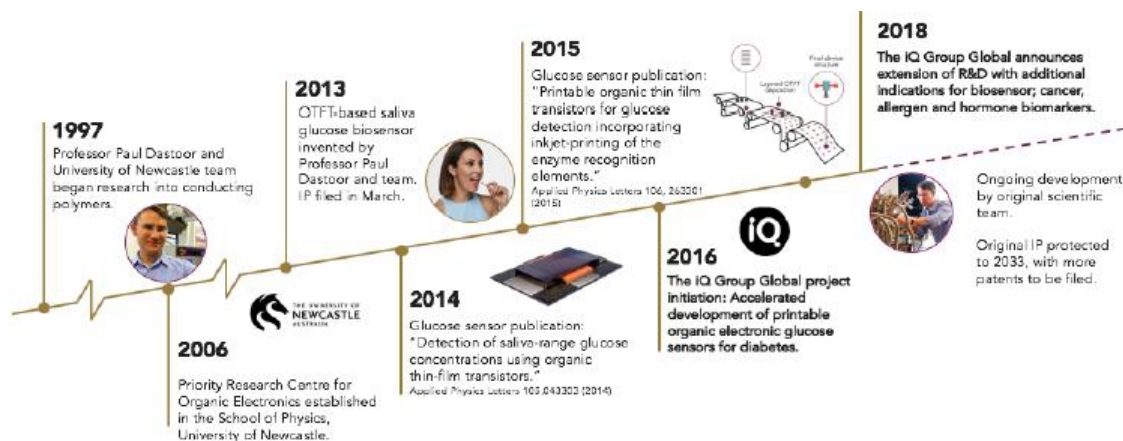 1997
Professor Paul Dastoor and
University of Newcastle team
began research into conducting
polymers.
2006
Priority Research Centre for
Organic Electronics established
in the School of Physics,
University of Newcastle.
THE UNIVERSITY OF
NEWCASTLE
AUSTRALIA
2013
OTFT-based saliva
glucose biosensor
invented by
Professor Paul
Dastoor and team.
IP filed in March.
2014
Glucose sensor publication:
"Detection of saliva-range glucose
concentrations using organic
thin-film transistors."
Applied Physics Letters 105,043303 (2014)
2015
Glucose sensor publication:
"Printable organic thin film
transistors for glucose
detection incorporating
inkjet-printing of the
enzyme recognition
elements."
Applied Physics Letters 106, 263301
(2015)
Layered OTFT
deposition
Final device
structure
iQ
2016
The iQ Group Global project
initiation: Accelerated
development of printable
organic electronic glucose
sensors for diabetes.
2018
The iQ Group Global announces
extension of R&D with additional
indications for biosensor; cancer,
allergen and hormone biomarkers.
Ongoing development
by original scientific
team.
Original IP protected
to 2033, with more
patents to be filed.